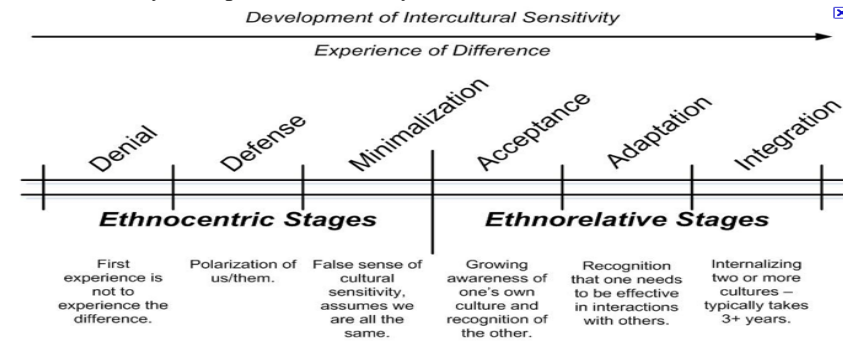 Development of Intercultural Sensitivity
Experience of Difference
Denial
Defense
Minimalization
Acceptance
Adaptation
Integration
Ethnocentric Stages
Ethnorelative Stages
First
experience is
not to
experience the
difference.
Polarization of
us/them.
False sense of
cultural
sensitivity,
assumes we
are all the
same.
Growing
awareness of
one's own
culture and
recognition of
the other.
Recognition
that one needs
to be effective
in interactions
with others.
Internalizing
two or more
cultures –
typically takes
3+ years.